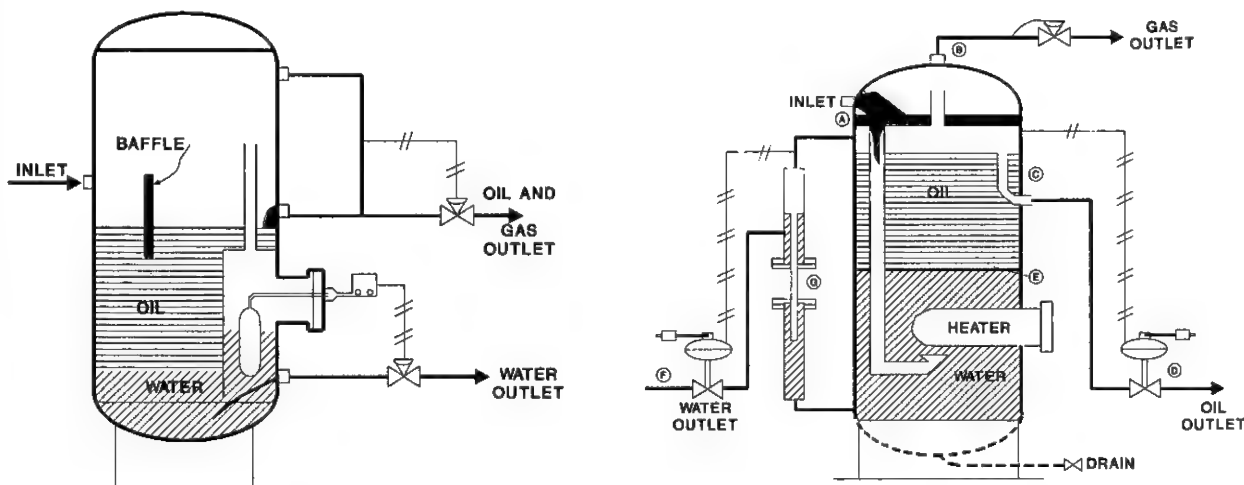 BAFFLE
INLET
OIL AND
GAS
OUTLET
OIL
WATER
WATER
OUTLET
GAS
OUTLET
B
INLET
A
OIL
C
E
G
HEATER
F
WATER
WATER
OUTLET
D
OIL
OUTLET
DRAIN